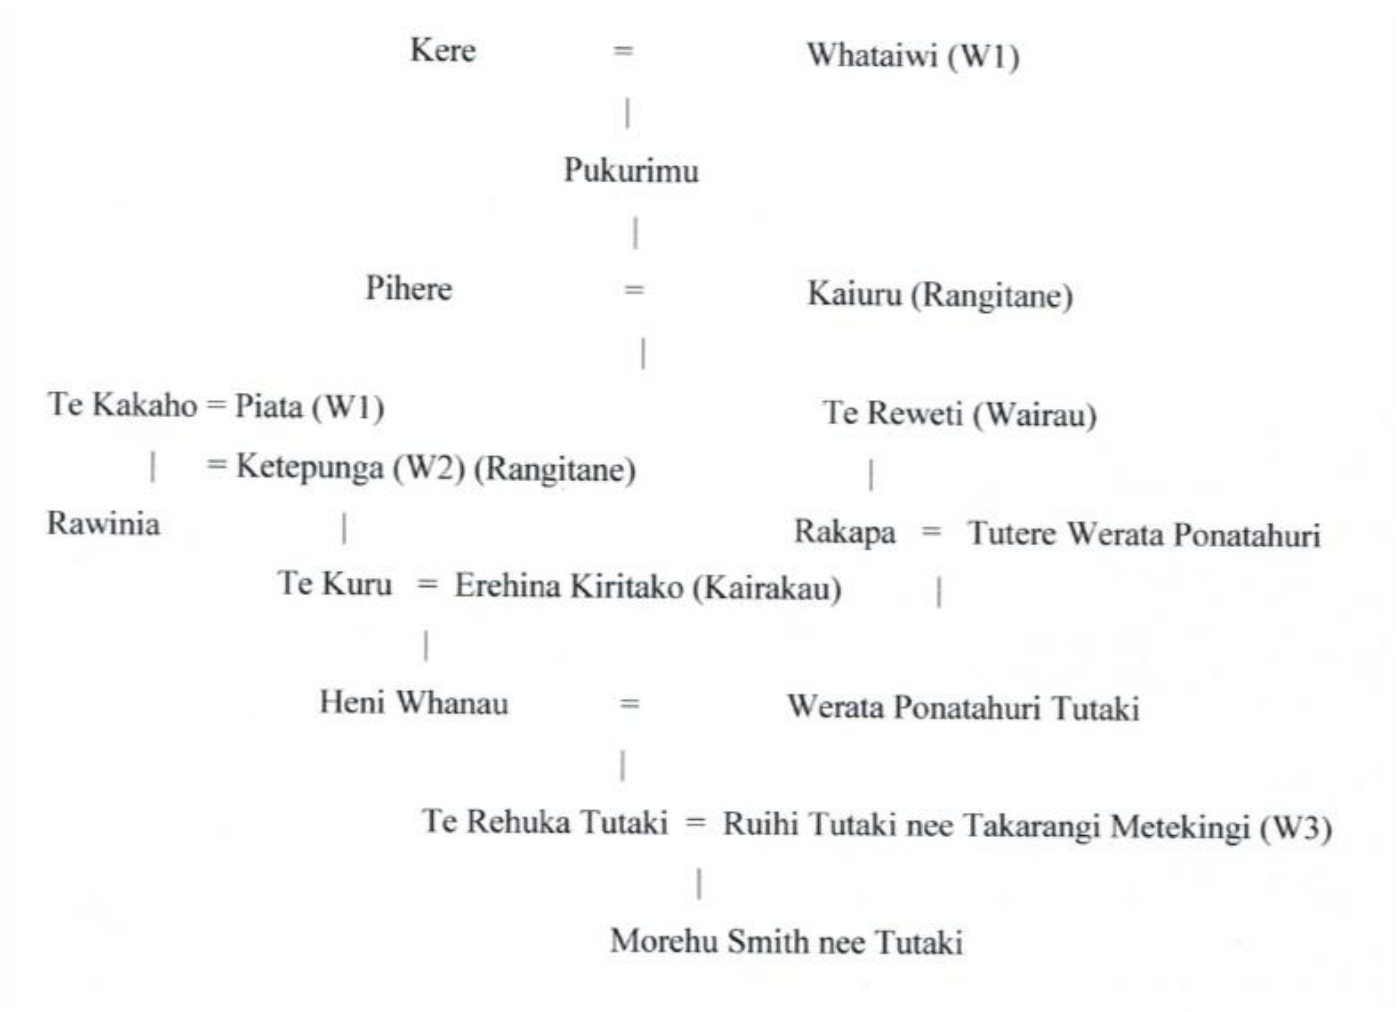 Kere = Whataiwi (W1)
|
Pukurimu
|
Pihere = Kaiuru (Rangitane)
|
Te Kakaho = Piata (W1) Te Reweti (Wairau)
| = Ketepunga (W2) (Rangitane) |
Rawinia | Rakapa = Tutere Werata Ponatahuri
Te Kuru = Erehina Kiritako (Kairakau) |
|
Heni Whanau = Werata Ponatahuri Tutaki
|
Te Rehuka Tutaki = Ruihi Tutaki nee Takarangi Metekingi (W3)
|
Morehu Smith nee Tutaki